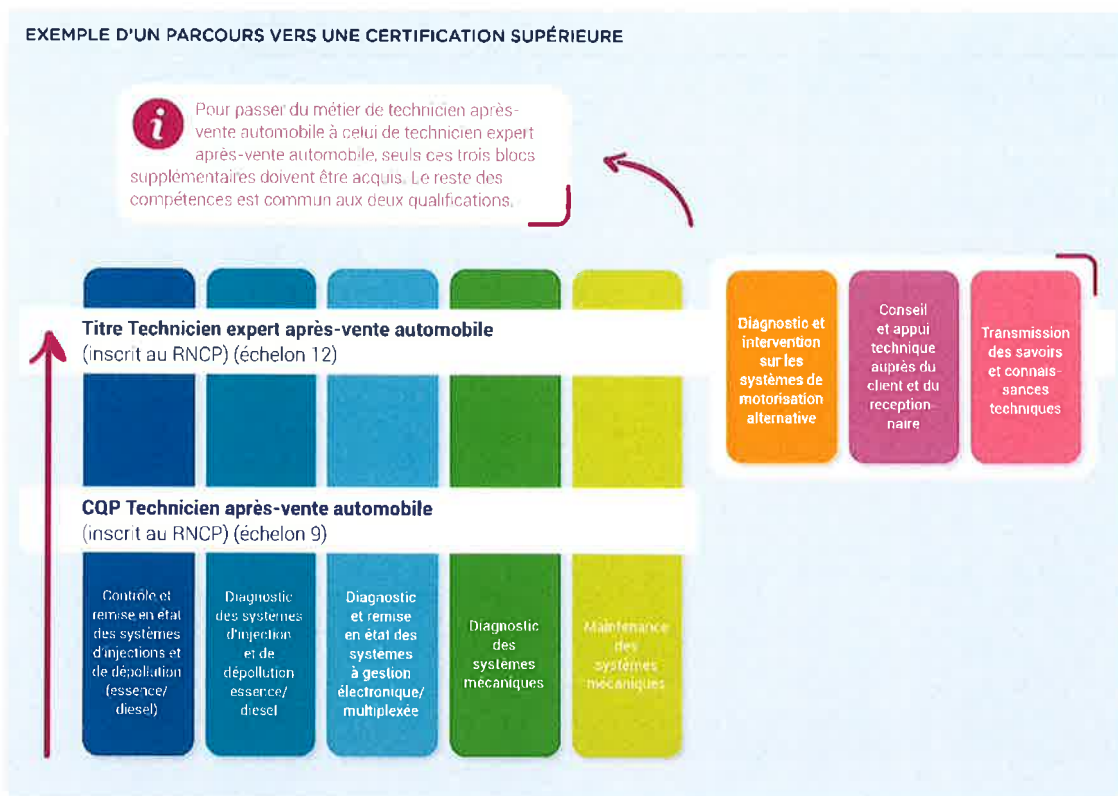 EXEMPLE D'UN PARCOURS VERS UNE CERTIFICATION SUPÉRIEURE
i
Pour passer du métier de technicien après-
vente automobile à celui de technicien expert
après-vente automobile, seuls ces trois blocs
supplémentaires doivent être acquis. Le reste des
compétences est commun aux deux qualifications.
Titre Technicien expert après-vente automobile
(inscrit au RNCP) (échelon 12)
Diagnostic et
intervention
sur les
systèmes de
motorisation
alternative
Conseil
et appui
technique
auprès du
client et du
reception-
naire
Transmission
des savoirs
et connais-
sances
techniques
CQP Technicien après-vente automobile
(inscrit au RNCP) (échelon 9)
Contrôle et
remise en état
des systèmes
d'injections et
de dépollution
(essence/
diesel)
Diagnostic
des systèmes
d'injection
et de
dépollution
essence/
diesel
Diagnostic
et remise
en état des
systèmes
à gestion
électronique/
multiplexée
Diagnostic
des
systèmes
mécaniques
Maintenance
des
systèmes
mécaniques